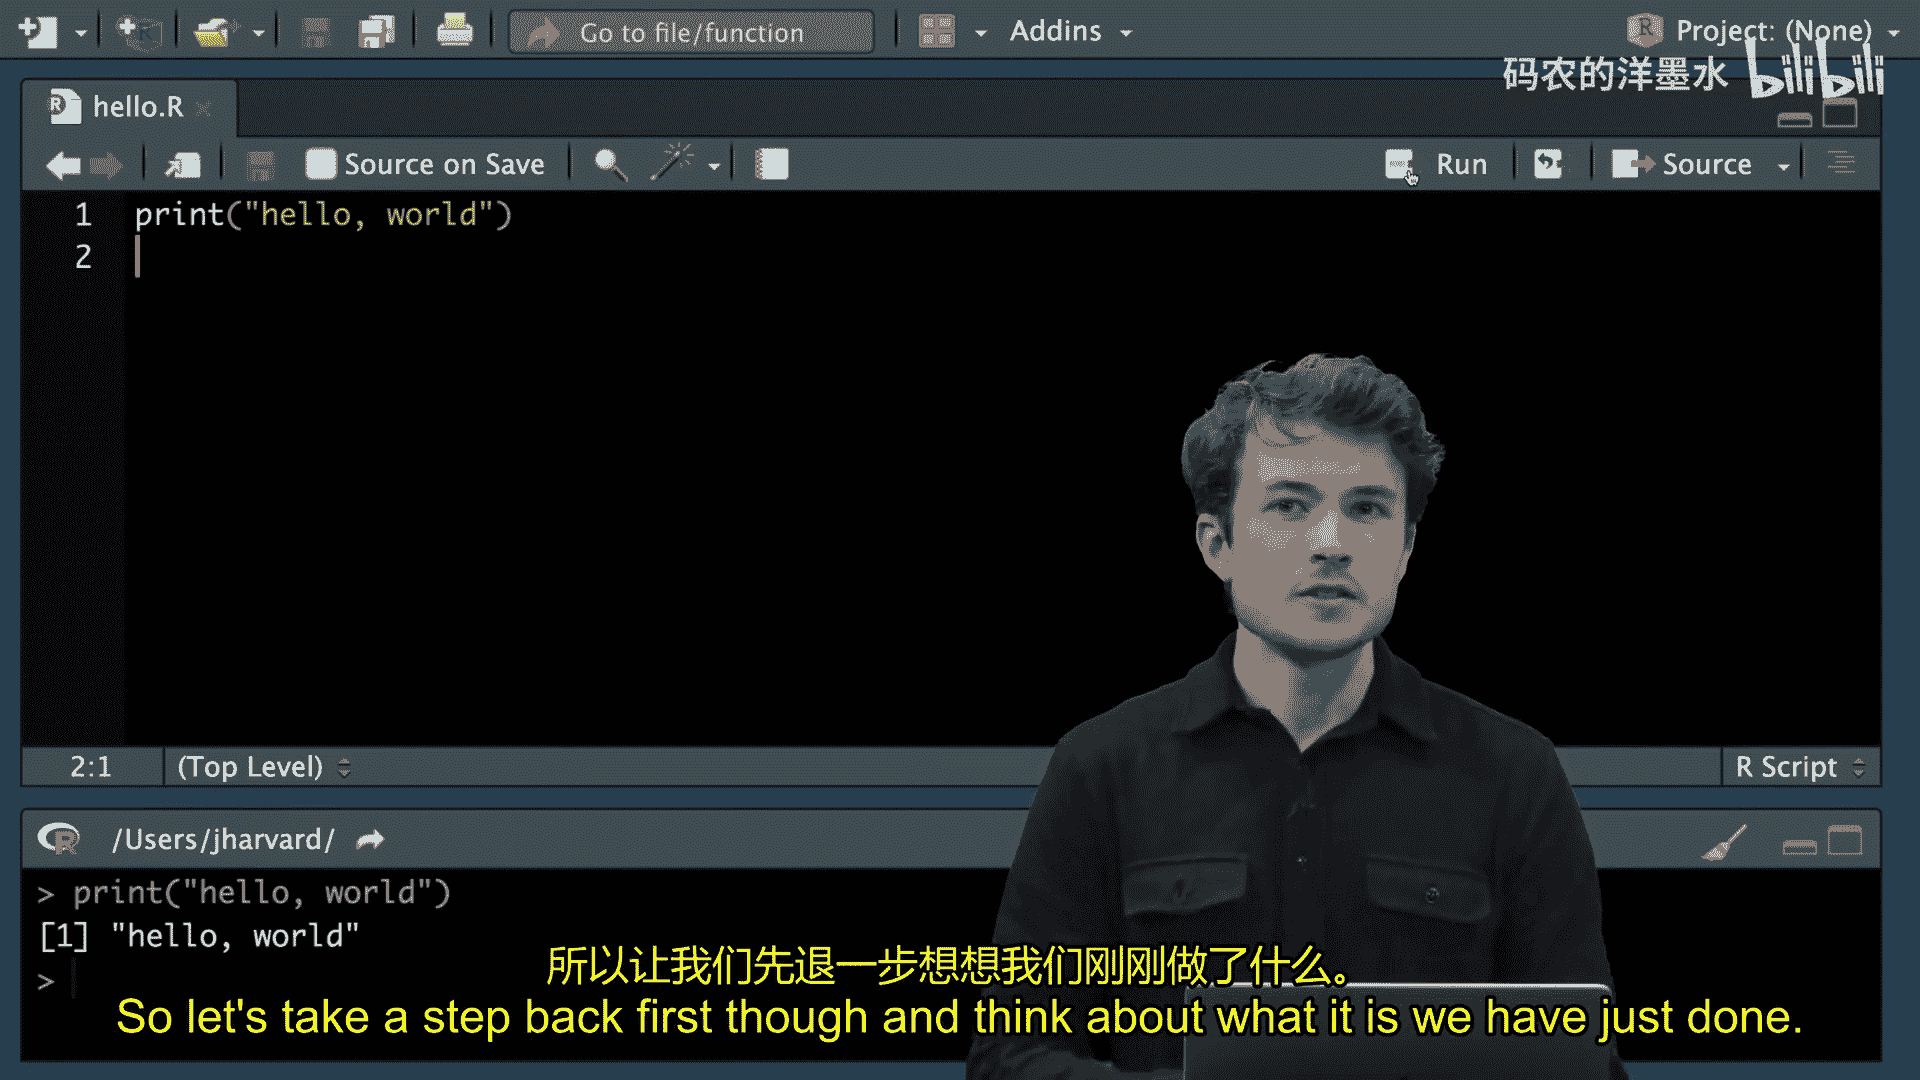 Go to file/function
Addins
Project: (None)
码农的洋墨水 bilibili
hello.R
Source on Save
Run
Source
1 print("hello, world")
2
2:1
(Top Level)
R Script
/Users/jharvard/
> print("hello, world")
[1] "hello, world"
>
所以让我们先退一步想想我们刚刚做了什么。
So let's take a step back first though and think about what it is we have just done.